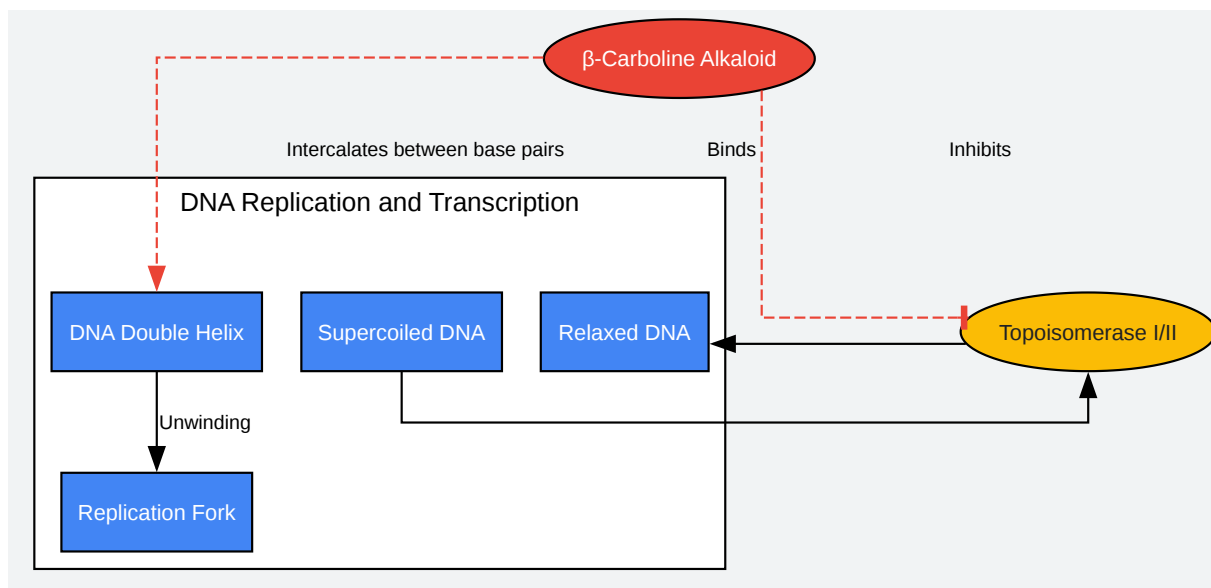 β-Carboline Alkaloid
Intercalates between base pairs
Binds
Inhibits
DNA Replication and Transcription
DNA Double Helix
Supercoiled DNA
Relaxed DNA
Topoisomerase I/II
Unwinding
Replication Fork